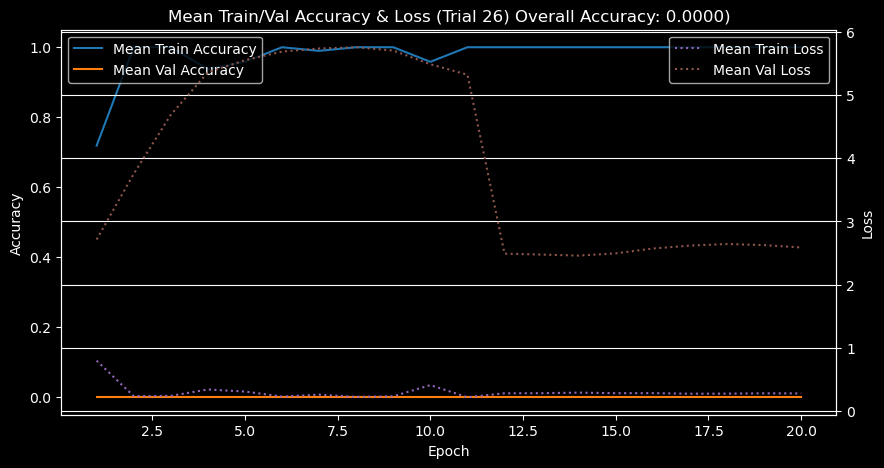 Mean Train/Val Accuracy & Loss (Trial 26) Overall Accuracy: 0.0000)
Mean Train Accuracy
Mean Val Accuracy
Mean Train Loss
Mean Val Loss
1.0
0.8
0.6
0.4
0.2
0.0
Accuracy
6
5
4
3
2
1
0
Loss
2.5 5.0 7.5 10.0 12.5 15.0 17.5 20.0
Epoch